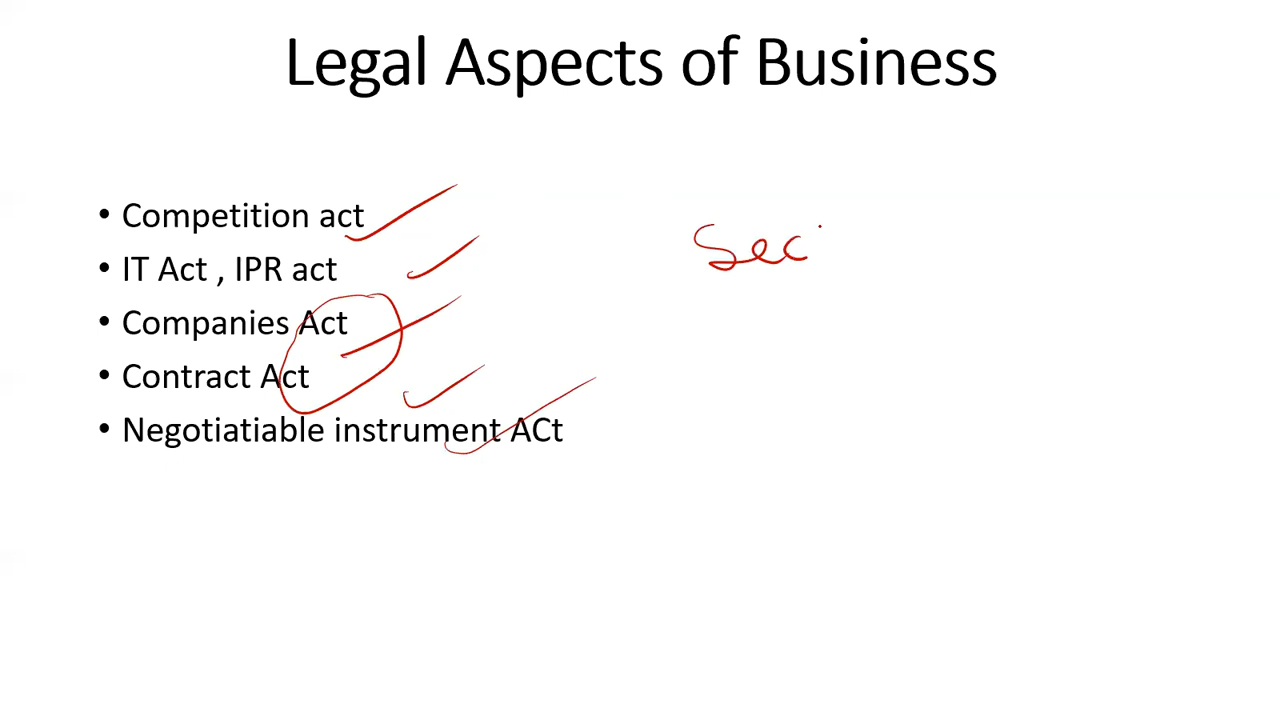 Legal Aspects of Business
• Competition act
• IT Act , IPR act
• Companies Act
• Contract Act
• Negotiatiable instrument ACt
Sec